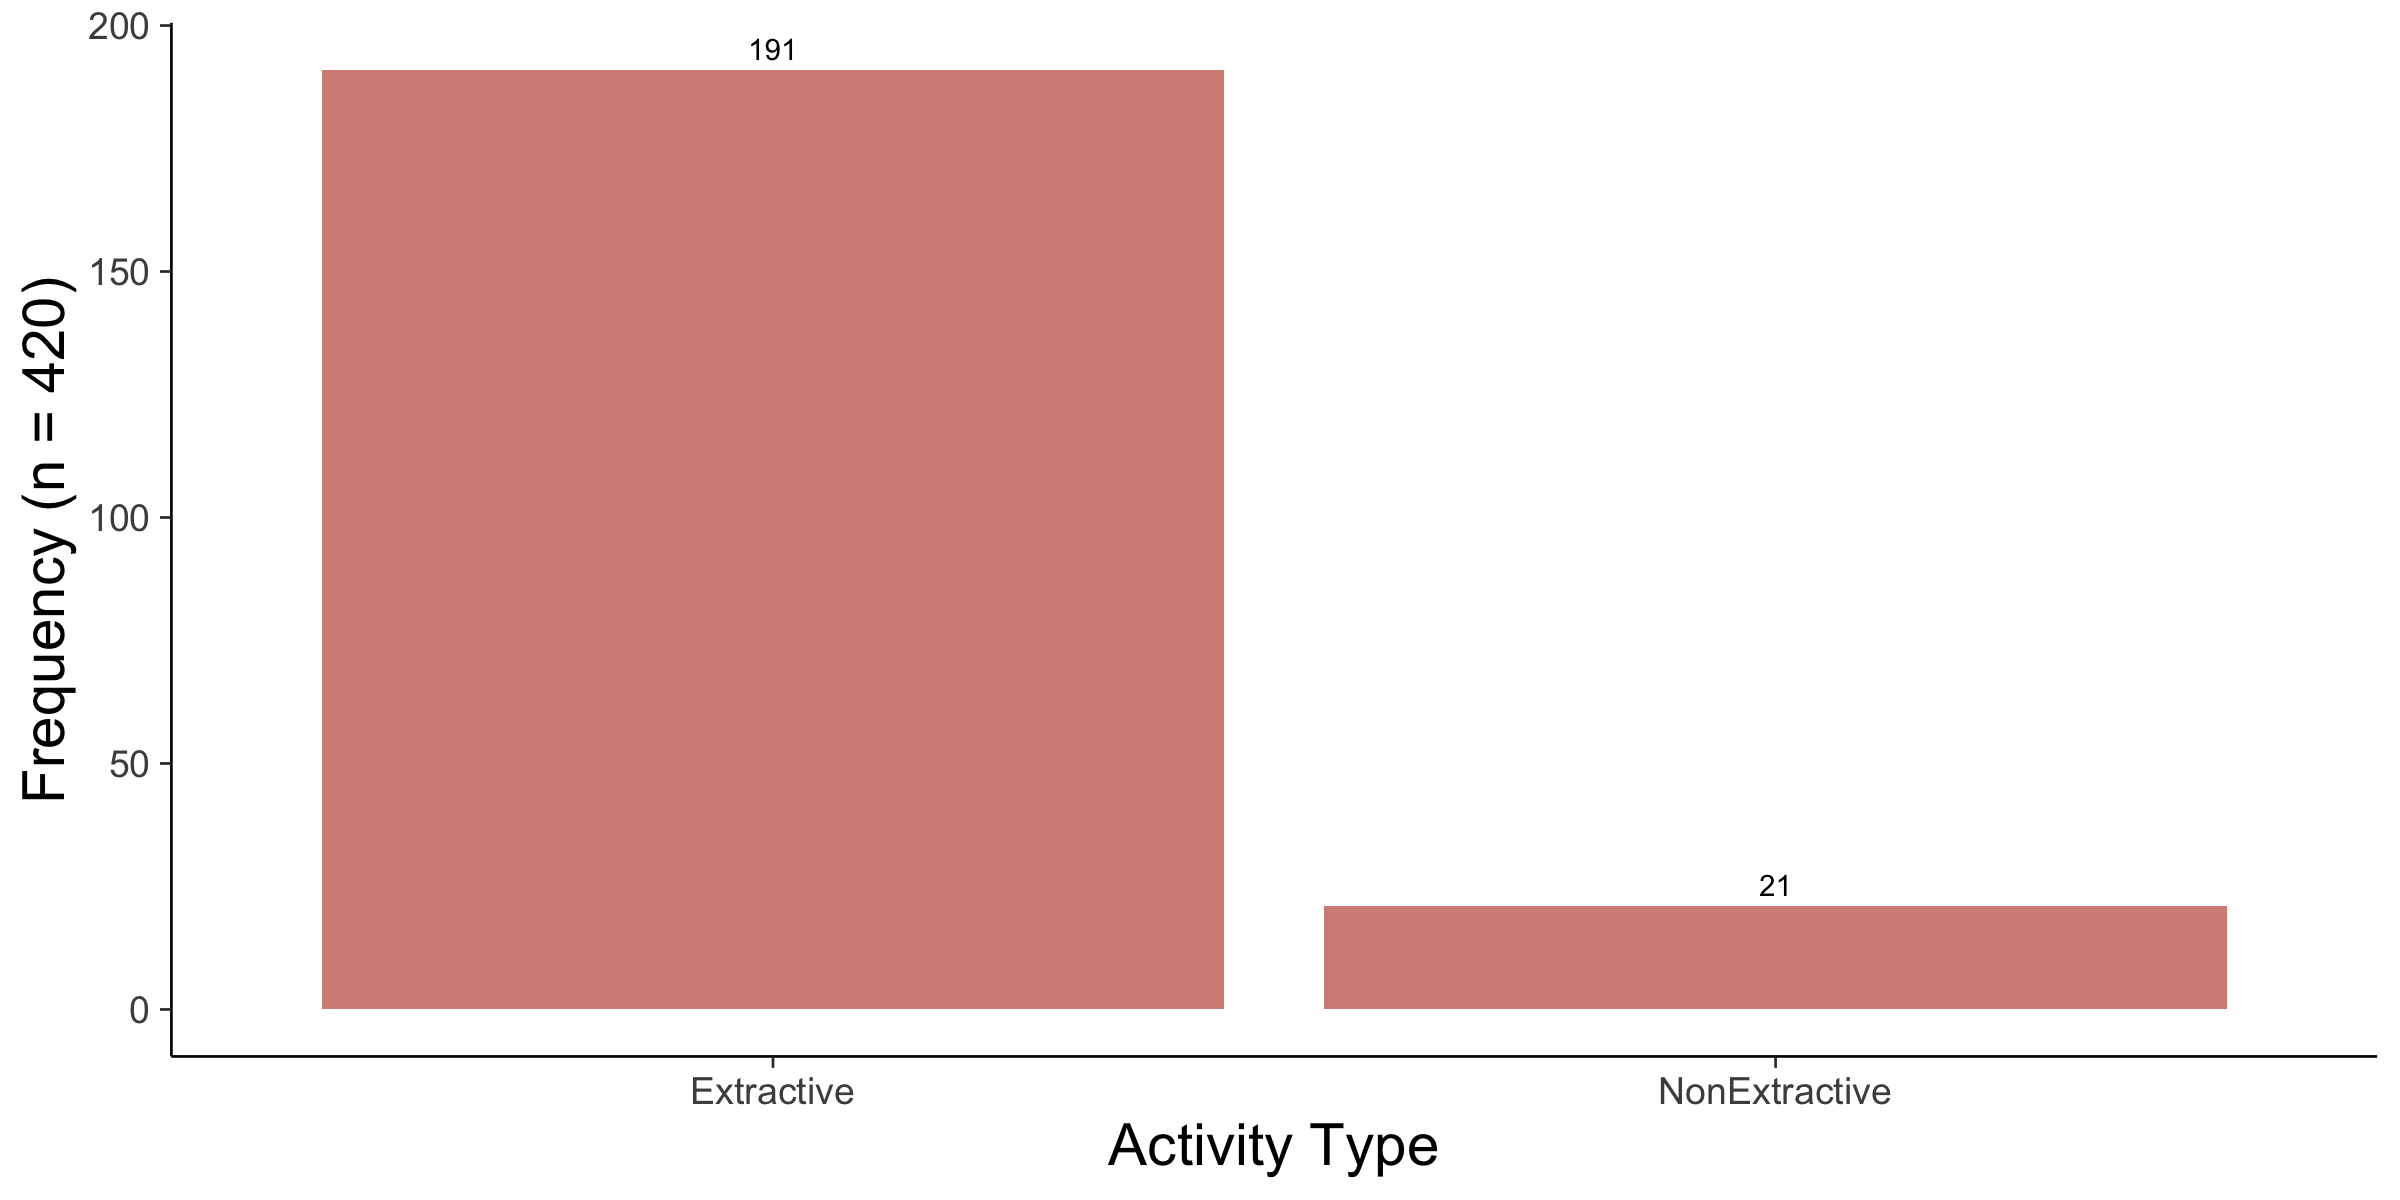 Frequency (n = 420)
200
150
100
50
0
191
21
Extractive
NonExtractive
Activity Type